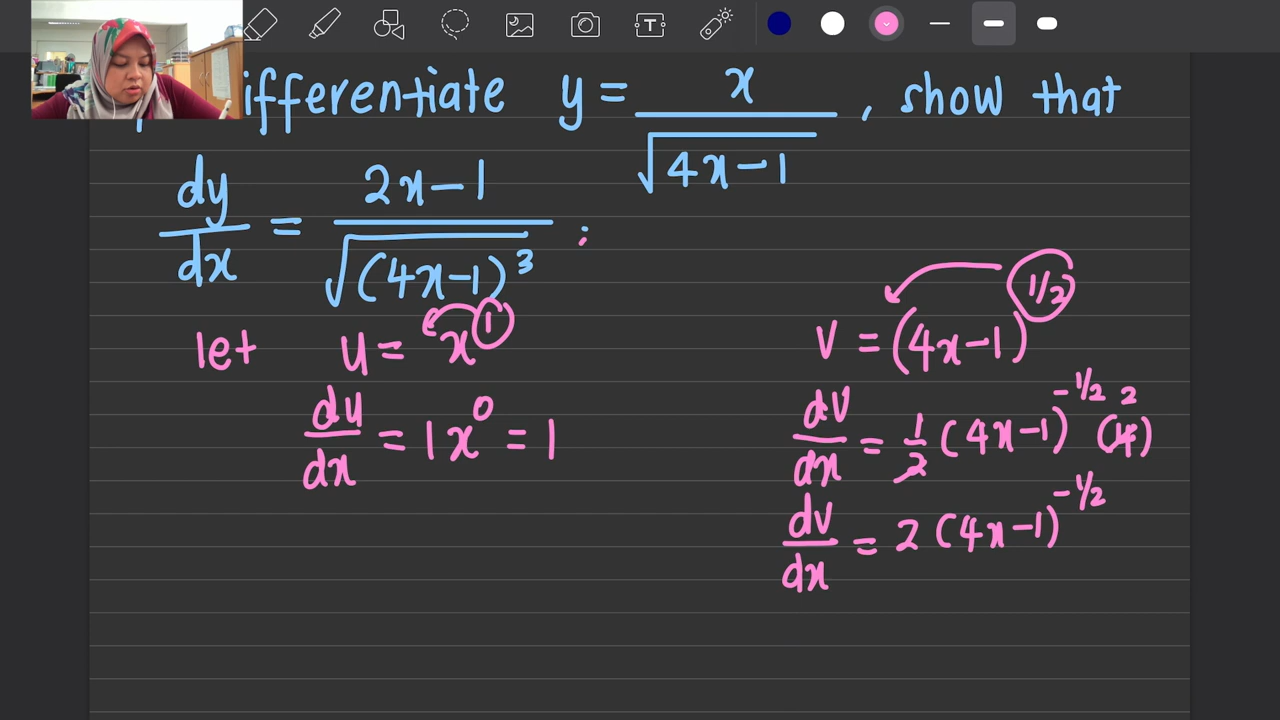 ifferentiate y = x / √(4x−1) , show that
dy/dx = 2x−1 / √((4x−1)³) :
let u = x¹
v = (4x−1)^1/2
du/dx = 1x⁰ = 1
dv/dx = 1/2 (4x−1)^−1/2 (4) 2
dv/dx = 2 (4x−1)^−1/2